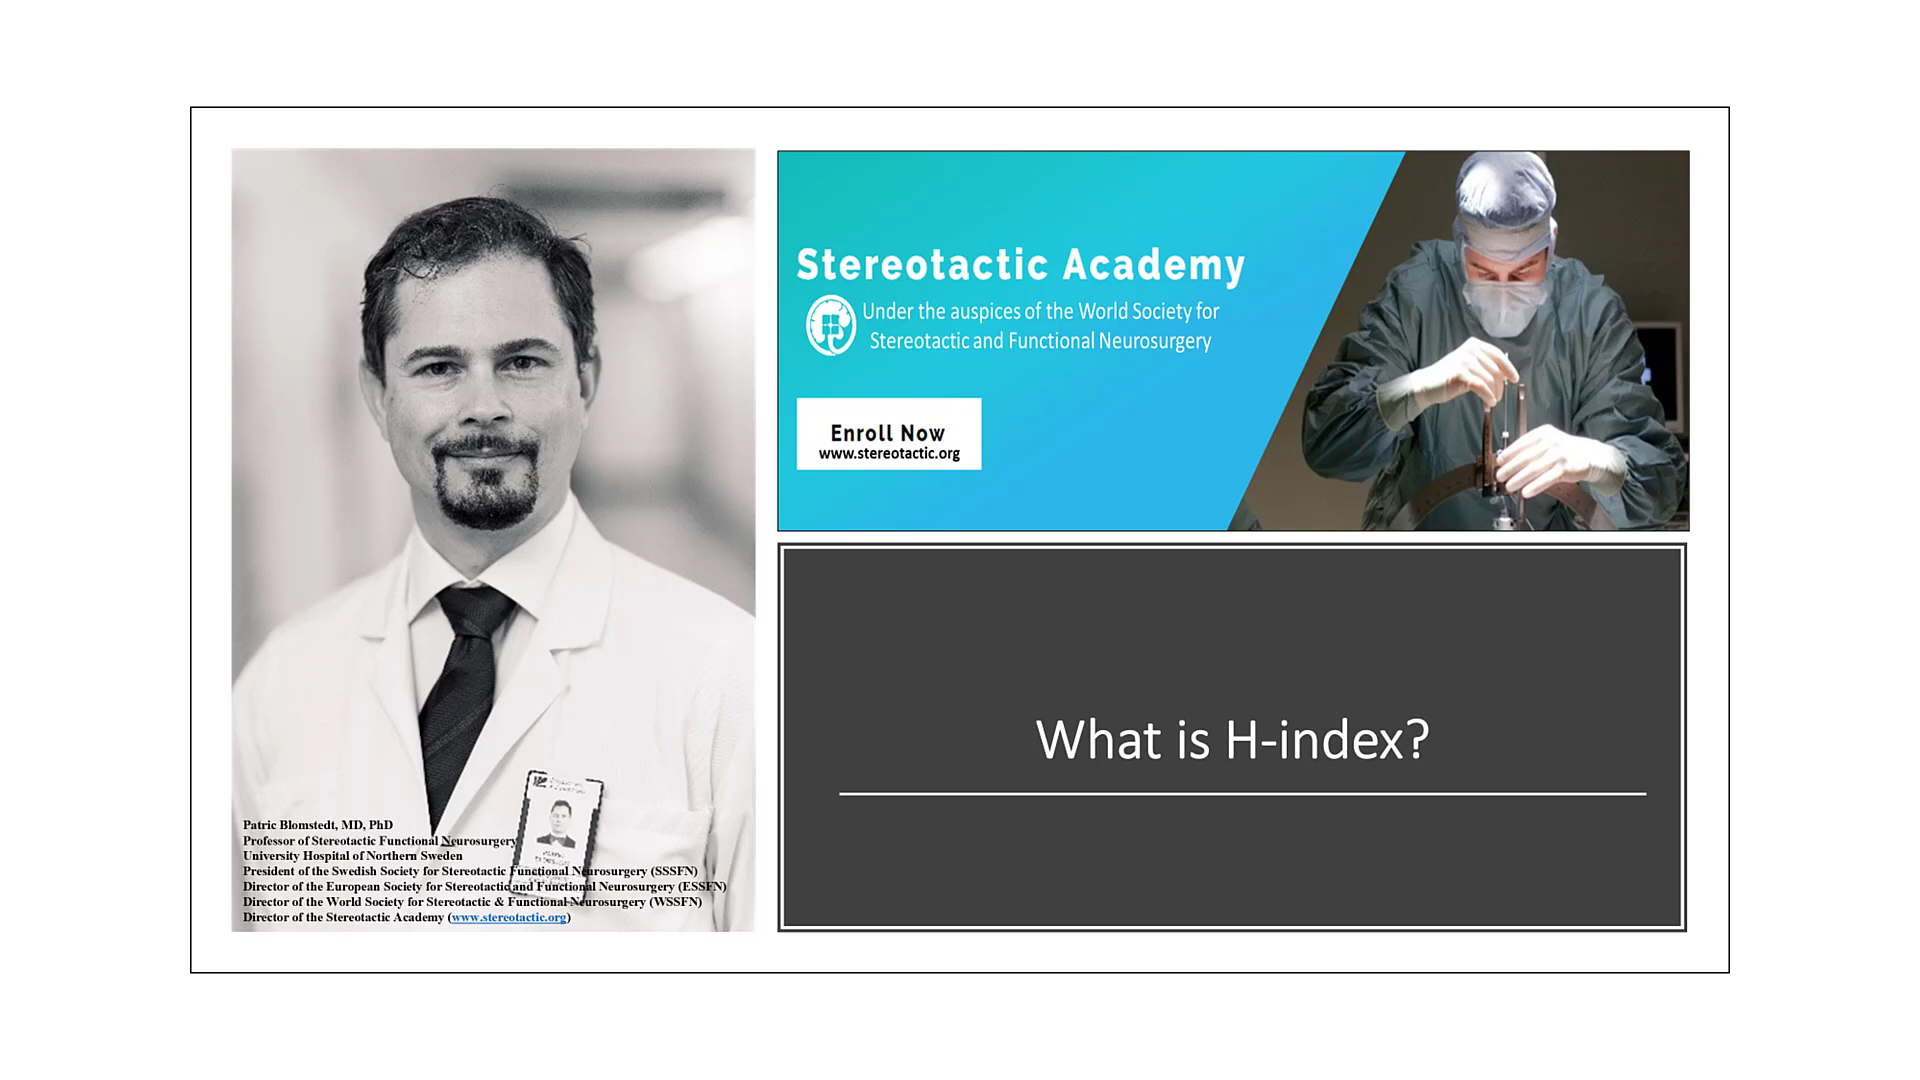 Stereotactic Academy
Under the auspices of the World Society for
Stereotactic and Functional Neurosurgery
Enroll Now
www.stereotactic.org
What is H-index?
Patric Blomstedt, MD, PhD
Professor of Stereotactic Functional Neurosurgery
University Hospital of Northern Sweden
President of the Swedish Society for Stereotactic Functional Neurosurgery (SSSFN)
Director of the European Society for Stereotactic and Functional Neurosurgery (ESSFN)
Director of the World Society for Stereotactic & Functional Neurosurgery (WSSFN)
Director of the Stereotactic Academy (www.stereotactic.org)